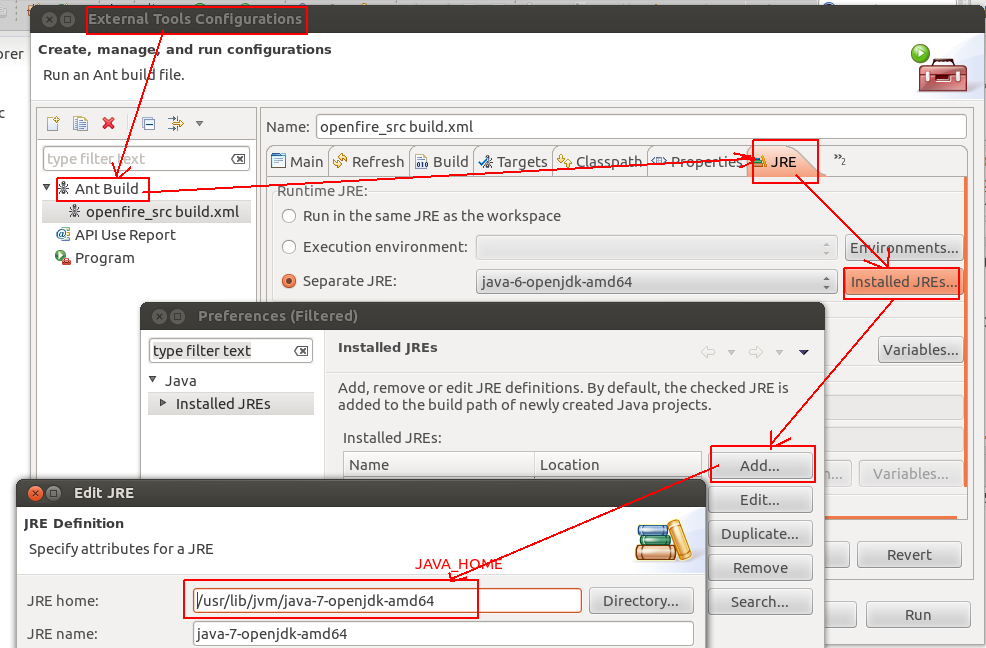 External Tools Configurations
orer
Create, manage, and run configurations
Run an Ant build file.
c
Name: openfire_src build.xml
type filter text
Main Refresh Build Targets Classpath Properties JRE »2
Ant Build
openfire_src build.xml
API Use Report
Program
Runtime JRE:
Run in the same JRE as the workspace
Execution environment: Environments...
Separate JRE: java-6-openjdk-amd64 Installed JREs...
Variables...
Preferences (Filtered)
type filter text
Java
Installed JREs
Installed JREs
Add, remove or edit JRE definitions. By default, the checked JRE is
added to the build path of newly created Java projects.
Installed JREs:
Name Location
Add...
Edit...
Duplicate...
Remove
Search...
n... Variables...
Revert
Run
Edit JRE
JRE Definition
Specify attributes for a JRE
JAVA_HOME
JRE home: /usr/lib/jvm/java-7-openjdk-amd64 Directory...
JRE name: java-7-openjdk-amd64